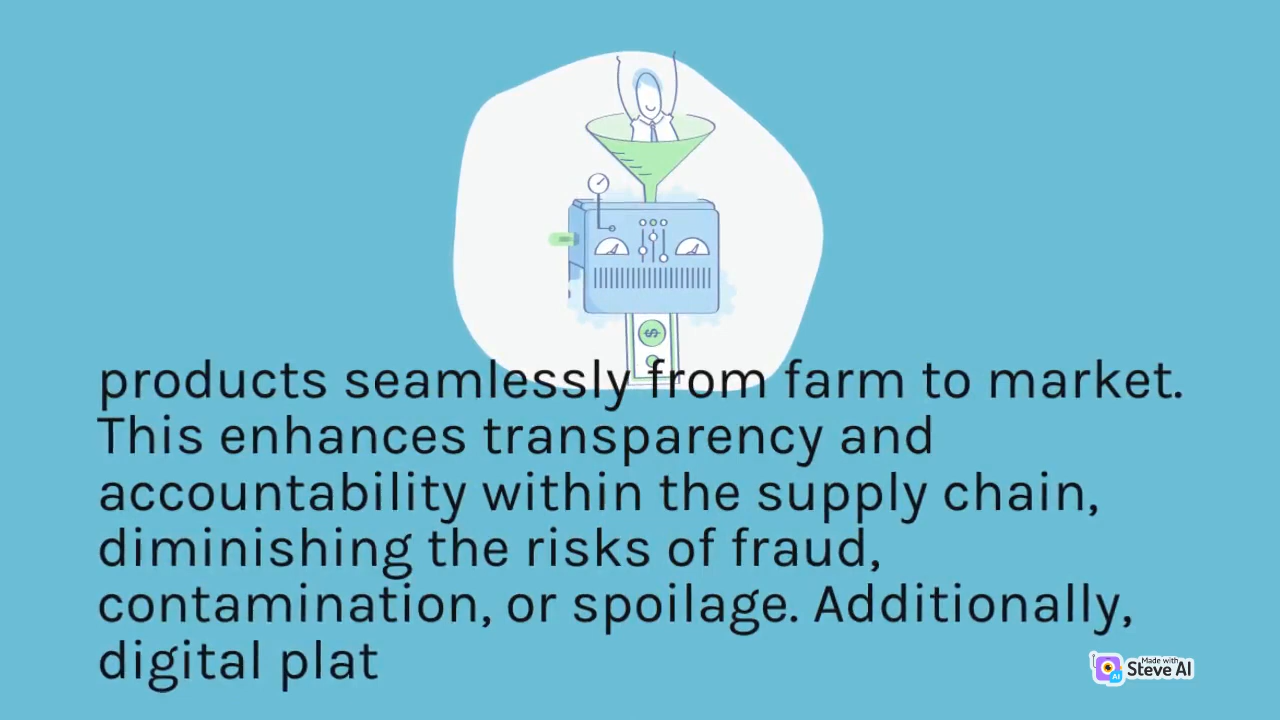 $
products seamlessly from farm to market.
This enhances transparency and
accountability within the supply chain,
diminishing the risks of fraud,
contamination, or spoilage. Additionally,
digital plat
Made with
Steve AI
AI